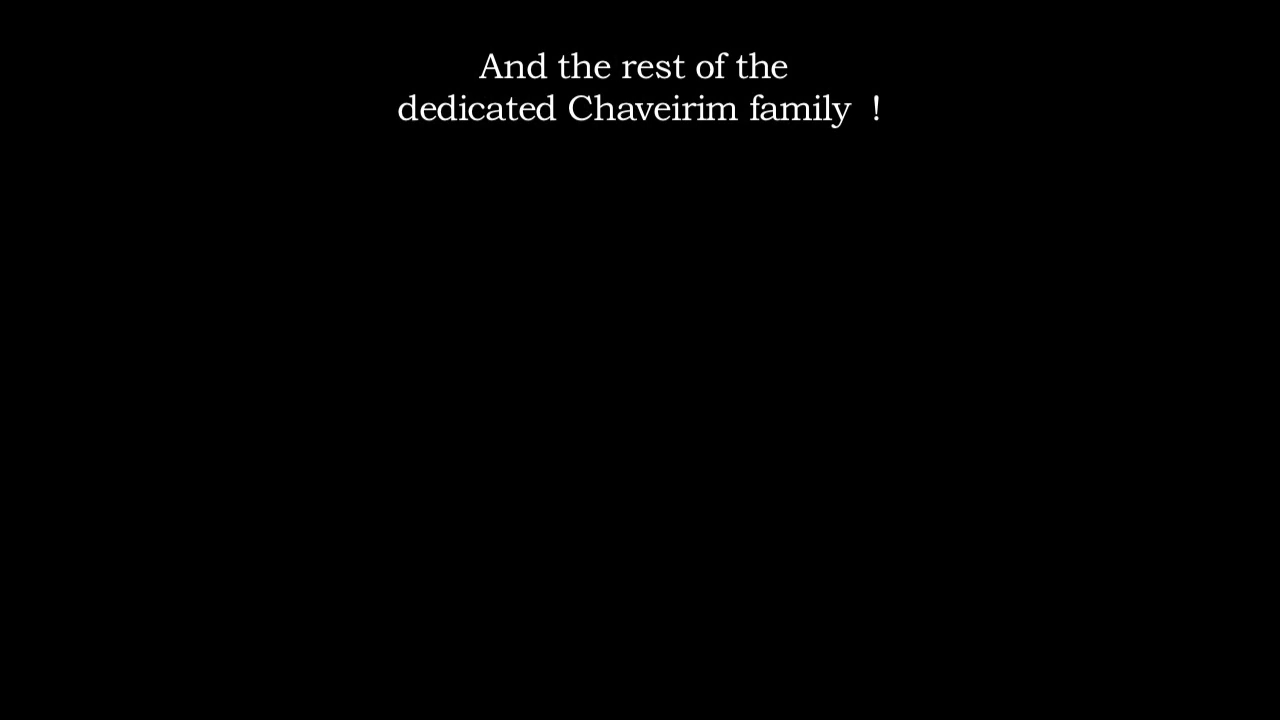 And the rest of the
dedicated Chaveirim family  !